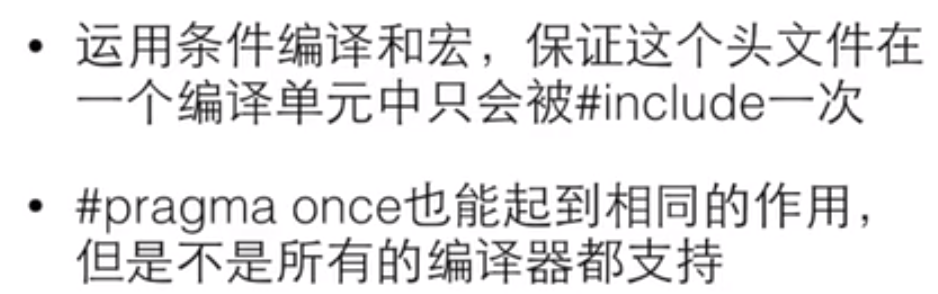 • 运用条件编译和宏，保证这个头文件在
一个编译单元中只会被#include一次
• #pragma once也能起到相同的作用，
但是不是所有的编译器都支持